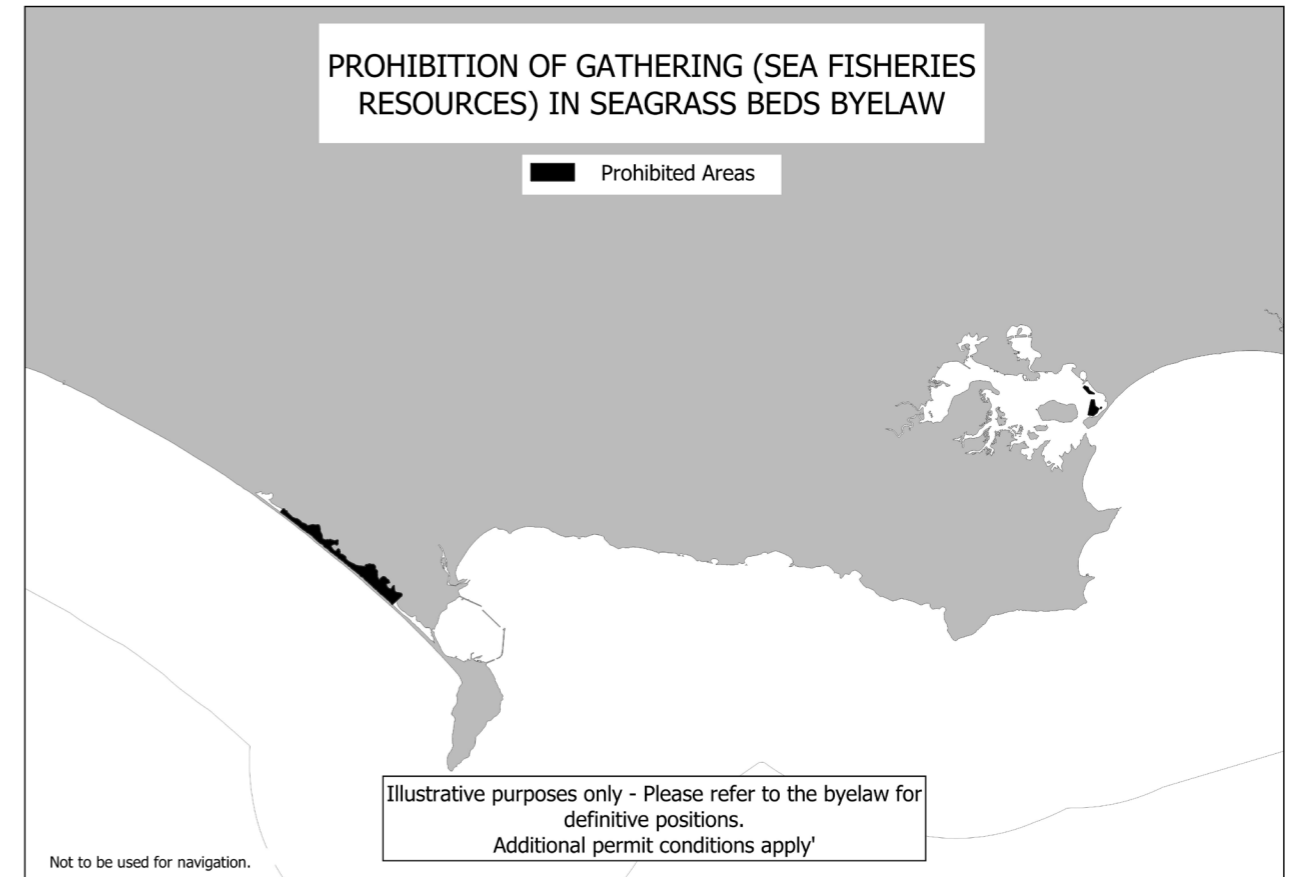 PROHIBITION OF GATHERING (SEA FISHERIES
RESOURCES) IN SEAGRASS BEDS BYELAW
Prohibited Areas
Illustrative purposes only - Please refer to the byelaw for
definitive positions.
Additional permit conditions apply'
Not to be used for navigation.